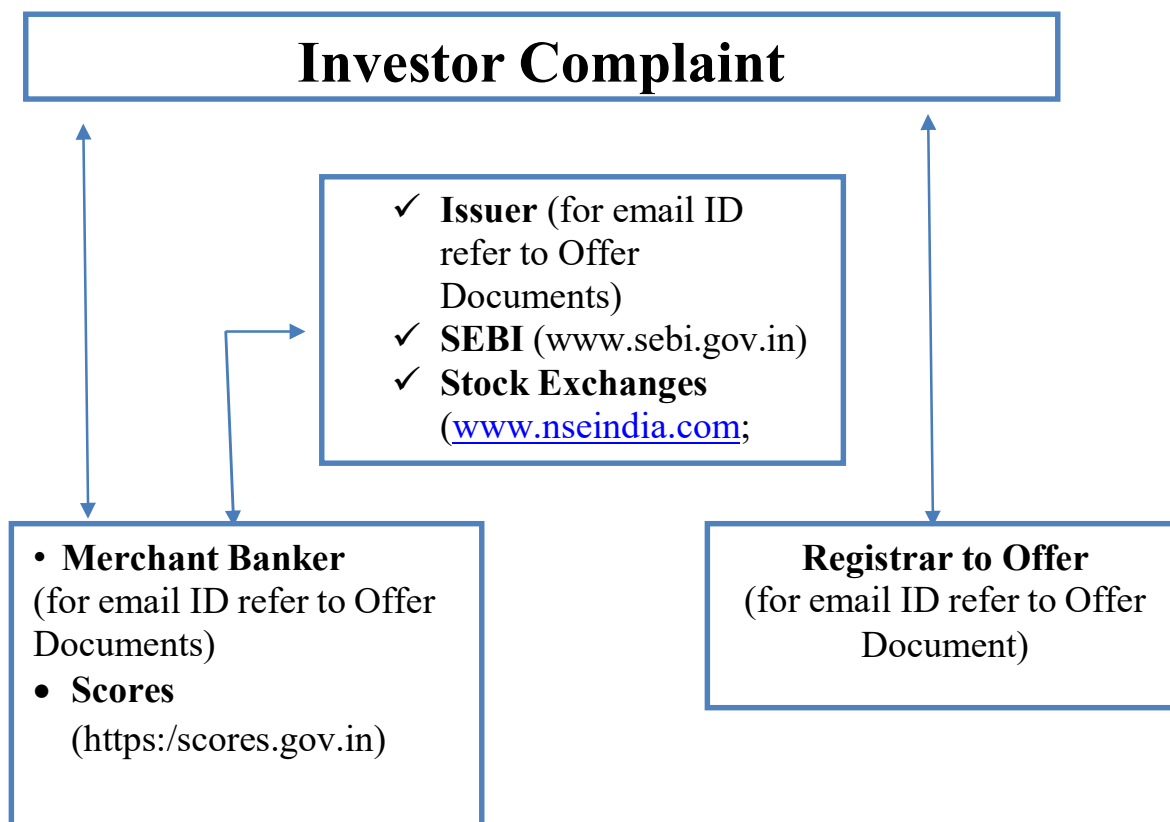 Investor Complaint
✓ Issuer (for email ID
refer to Offer
Documents)
✓ SEBI (www.sebi.gov.in)
✓ Stock Exchanges
(www.nseindia.com;
• Merchant Banker
(for email ID refer to Offer
Documents)
• Scores
(https:/scores.gov.in)
Registrar to Offer
(for email ID refer to Offer
Document)